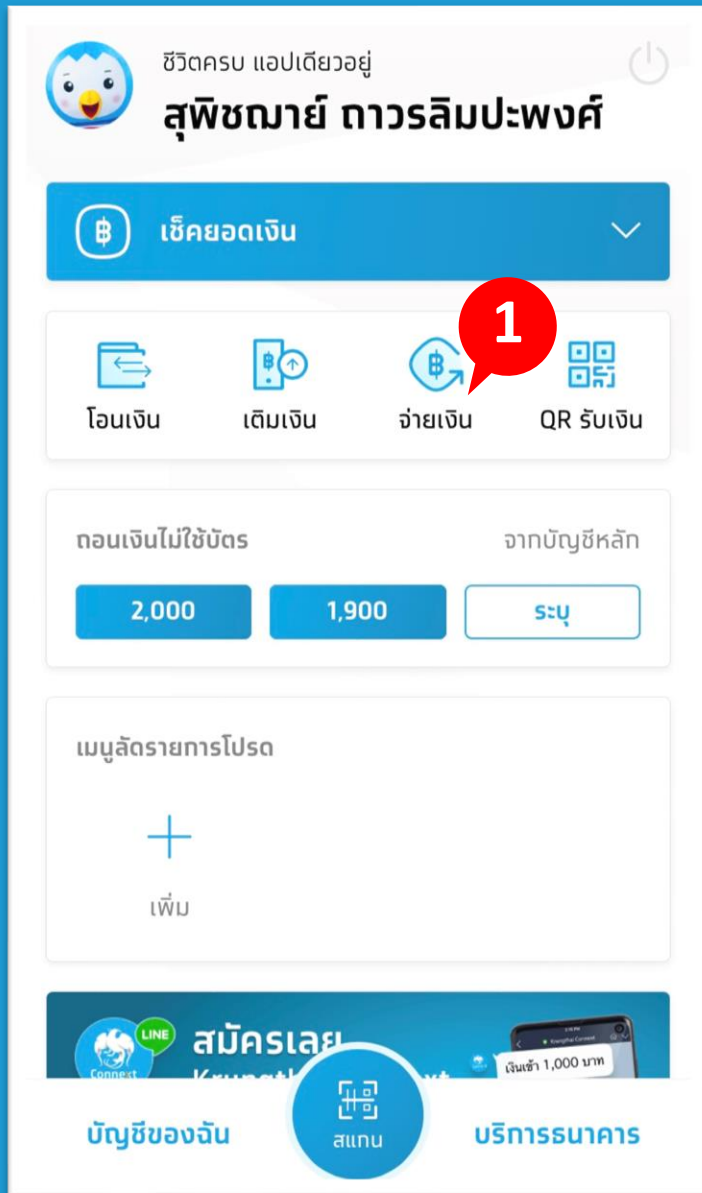 ชีวิตครบ แอปเดียวอยู่
สุพิชฌาย์ ถาวรลิมปะพงศ์
เช็คยอดเงิน
1
โอนเงิน เติมเงิน จ่ายเงิน QR รับเงิน
ถอนเงินไม่ใช้บัตร จากบัญชีหลัก
2,000 1,900 ระบุ
เมนูลัดรายการโปรด
เพิ่ม
LINE สมัครเลย
Connext
เงินเข้า 1,000 บาท
บัญชีของฉัน สแกน บริการธนาคาร